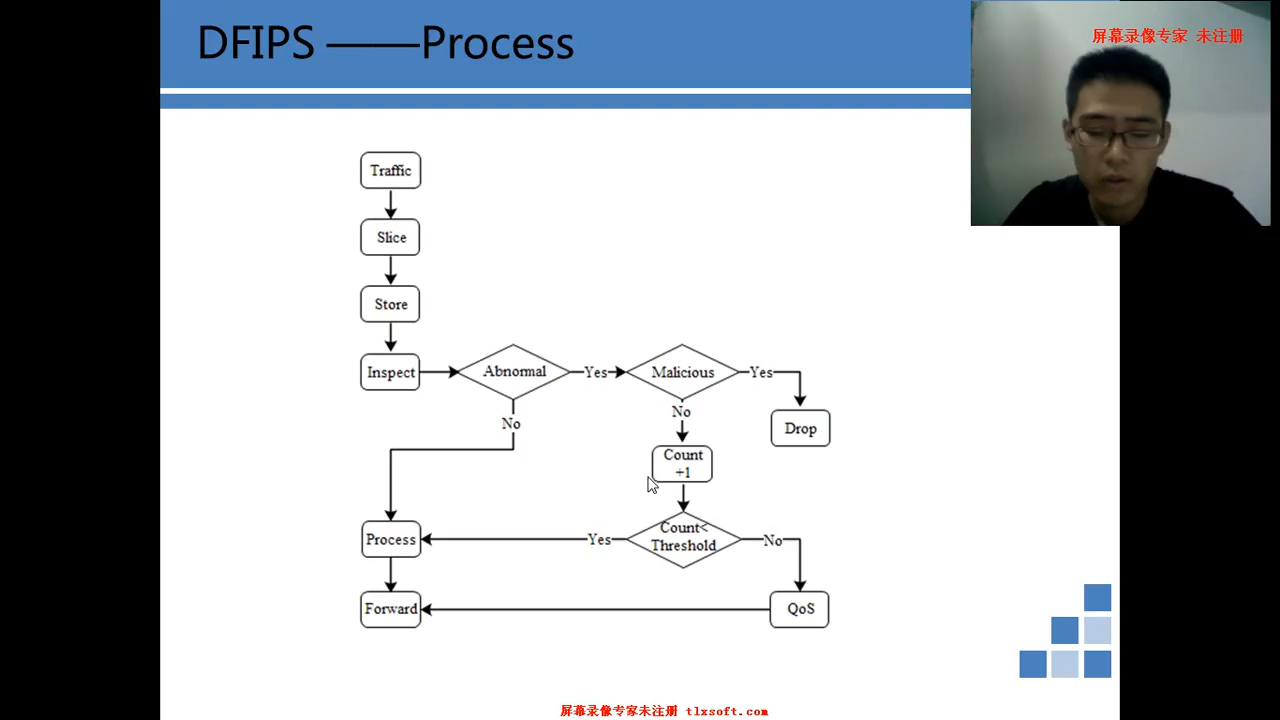 DFIPS ——Process
屏幕录像专家 未注册
Traffic
Slice
Store
Inspect
Abnormal
Yes
Malicious
Yes
No
No
Drop
Count
+1
Process
Yes
Count<
Threshold
No
Forward
QoS
屏幕录像专家未注册 tlxsoft.com